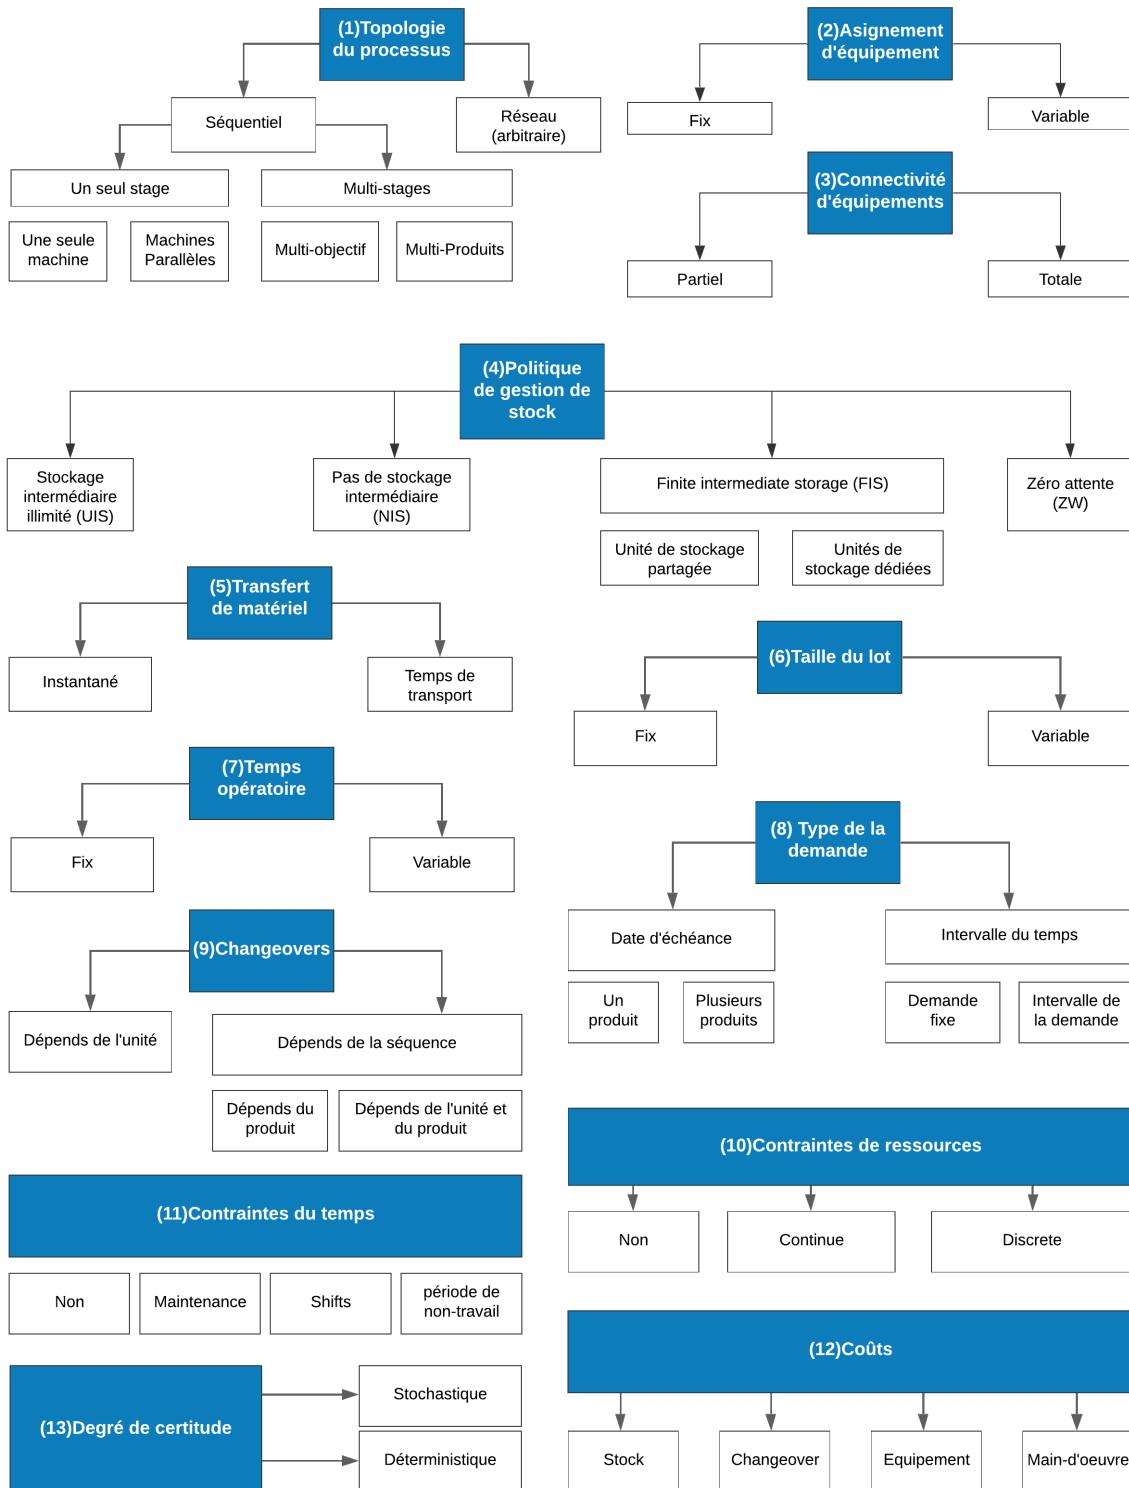 (1)Topologie
du processus
Séquentiel
Réseau
(arbitraire)
Un seul stage
Multi-stages
Une seule
machine
Machines
Parallèles
Multi-objectif
Multi-Produits
(2)Asignement
d'équipement
Fix
Variable
(3)Connectivité
d'équipements
Partiel
Totale
(4)Politique
de gestion de
stock
Stockage
intermédiaire
illimité (UIS)
Pas de stockage
intermédiaire
(NIS)
Finite intermediate storage (FIS)
Zéro attente
(ZW)
Unité de stockage
partagée
Unités de
stockage dédiées
(5)Transfert
de matériel
Instantané
Temps de
transport
(6)Taille du lot
Fix
Variable
(7)Temps
opératoire
Fix
Variable
(8) Type de la
demande
Date d'échéance
Intervalle du temps
Un
produit
Plusieurs
produits
Demande
fixe
Intervalle de
la demande
(9)Changeovers
Dépends de l'unité
Dépends de la séquence
Dépends du
produit
Dépends de l'unité et
du produit
(10)Contraintes de ressources
Non
Continue
Discrete
(11)Contraintes du temps
Non
Maintenance
Shifts
période de
non-travail
(12)Coûts
Stock
Changeover
Equipement
Main-d'oeuvre
(13)Degré de certitude
Stochastique
Déterministique